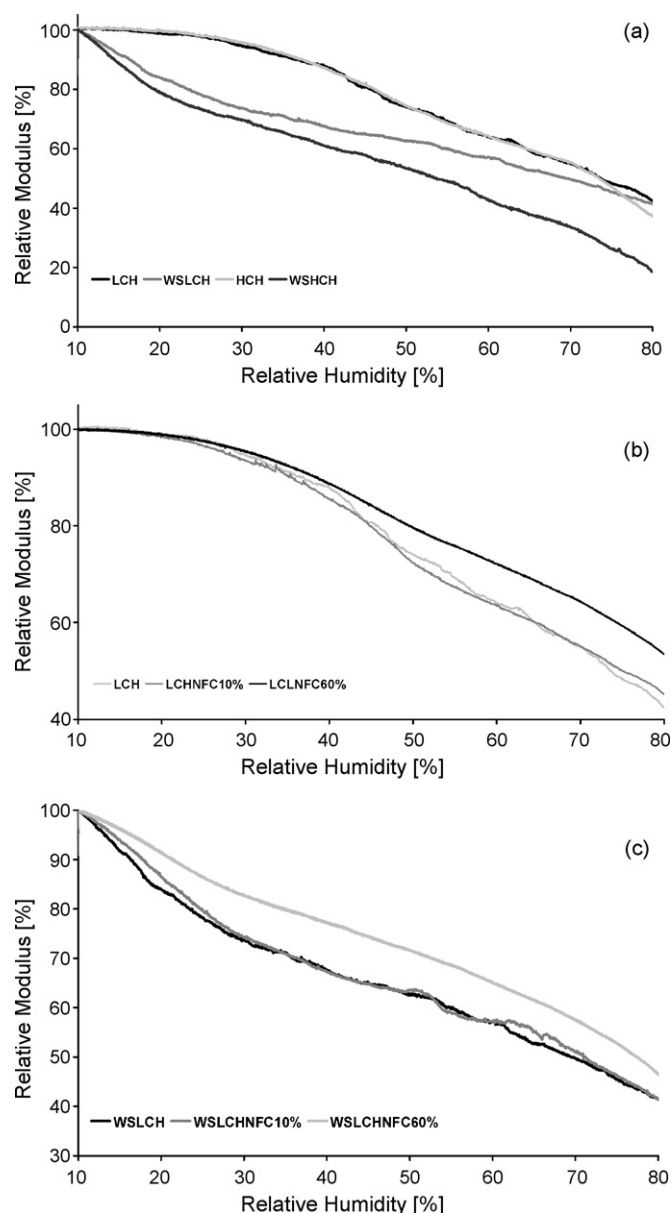 (a)
Relative Modulus [%]
100
80
60
40
20
0
LCH WSLCH HCH WSHCH
10 20 30 40 50 60 70 80
Relative Humidity [%]
(b)
Relative Modulus [%]
100
80
60
40
LCH LCHNFC10% LCLNFC60%
10 20 30 40 50 60 70 80
Relative Humidity [%]
(c)
Relative Modulus [%]
100
90
80
70
60
50
40
30
WSLCH WSLCHNFC10% WSLCHNFC60%
10 20 30 40 50 60 70 80
Relative Humidity [%]